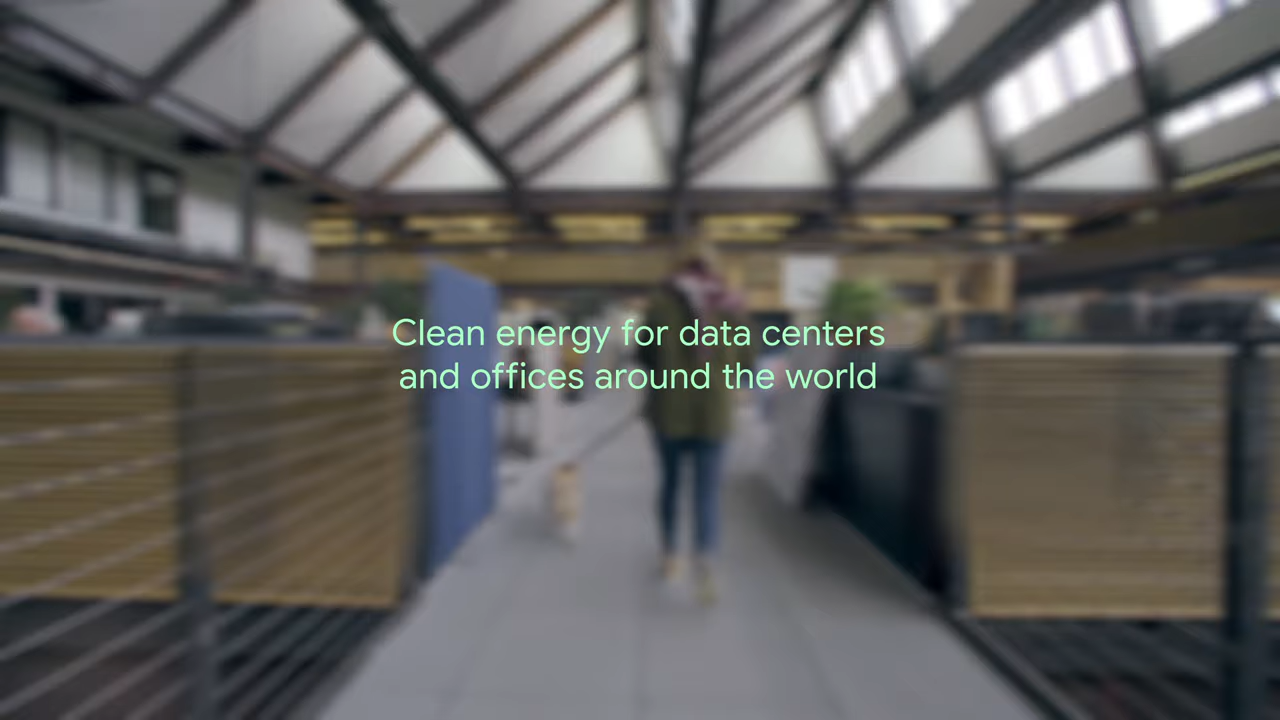 Clean energy for data centers
and offices around the world